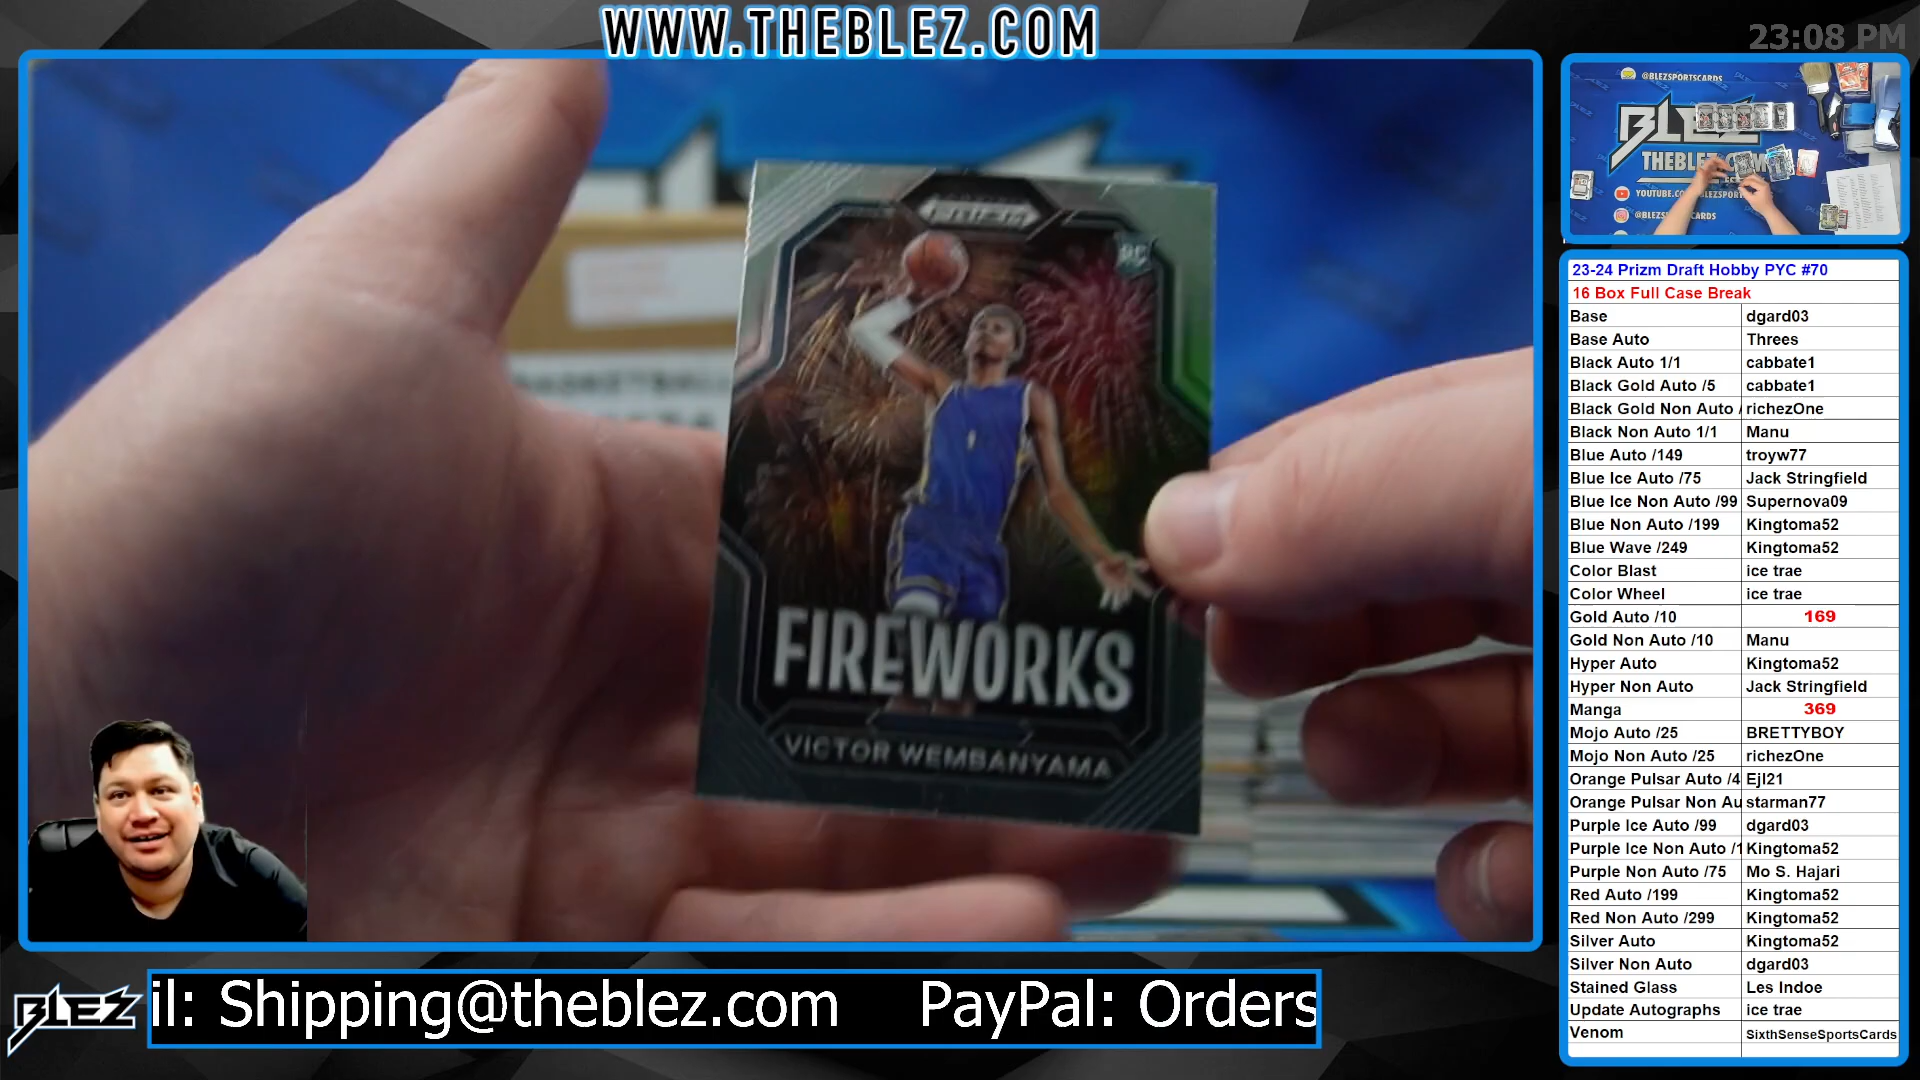 WWW.THEBLEZ.COM
23:08 PM
@BLEZSPORTSCARDS
BLEZ
THEBLEZ.COM
PRIZM
RC
FIREWORKS
VICTOR WEMBANYAMA
23-24 Prizm Draft Hobby PYC #70
16 Box Full Case Break
Base dgard03
Base Auto Threes
Black Auto 1/1 cabbate1
Black Gold Auto /5 cabbate1
Black Gold Non Auto / richezOne
Black Non Auto 1/1 Manu
Blue Auto /149 troyw77
Blue Ice Auto /75 Jack Stringfield
Blue Ice Non Auto /99 Supernova09
Blue Non Auto /199 Kingtoma52
Blue Wave /249 Kingtoma52
Color Blast ice trae
Color Wheel ice trae
Gold Auto /10 169
Gold Non Auto /10 Manu
Hyper Auto Kingtoma52
Hyper Non Auto Jack Stringfield
Manga 369
Mojo Auto /25 BRETTYBOY
Mojo Non Auto /25 richezOne
Orange Pulsar Auto /4 Ejl21
Orange Pulsar Non Au starman77
Purple Ice Auto /99 dgard03
Purple Ice Non Auto /1 Kingtoma52
Purple Non Auto /75 Mo S. Hajari
Red Auto /199 Kingtoma52
Red Non Auto /299 Kingtoma52
Silver Auto Kingtoma52
Silver Non Auto dgard03
Stained Glass Les Indoe
Update Autographs ice trae
Venom SixthSenseSportsCards
BLEZ
il: Shipping@theblez.com PayPal: Orders